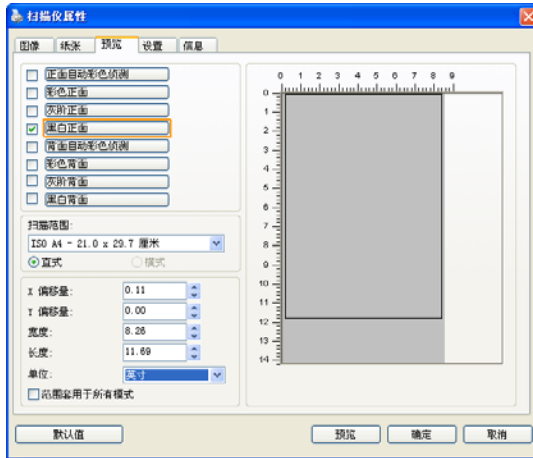 扫描仪属性
图像 纸张 预览 设置 信息
正面自动彩色侦测
彩色正面
灰阶正面
黑白正面
背面自动彩色侦测
彩色背面
灰阶背面
黑白背面
扫描范围:
ISO A4 - 21.0 x 29.7 厘米
直式 横式
X 偏移量: 0.11
Y 偏移量: 0.00
宽度: 8.26
长度: 11.69
单位: 英寸
范围套用于所有模式
0 1 2 3 4 5 6 7 8 9
0
1
2
3
4
5
6
7
8
9
10
11
12
13
14
默认值 预览 确定 取消